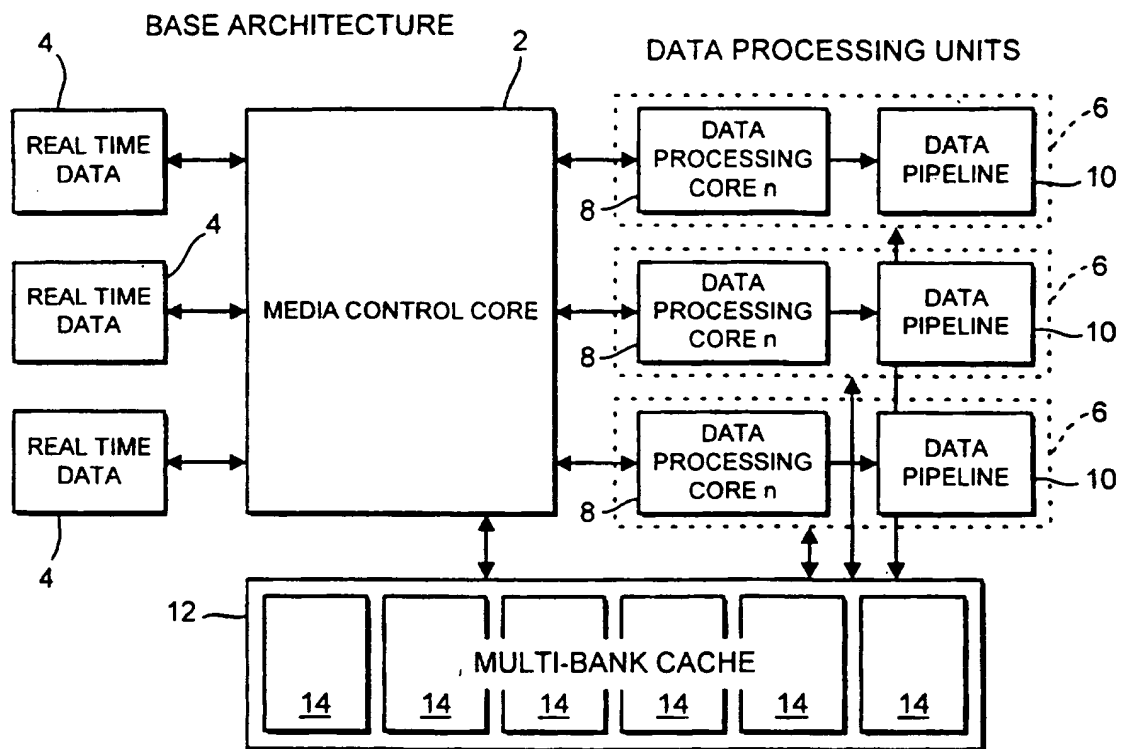 BASE ARCHITECTURE
DATA PROCESSING UNITS
4
2
REAL TIME
DATA
DATA
PROCESSING
CORE n
DATA
PIPELINE
6
8
10
4
REAL TIME
DATA
MEDIA CONTROL CORE
DATA
PROCESSING
CORE n
DATA
PIPELINE
6
8
10
REAL TIME
DATA
4
DATA
PROCESSING
CORE n
DATA
PIPELINE
6
8
10
12
MULTI-BANK CACHE
14 14 14 14 14 14